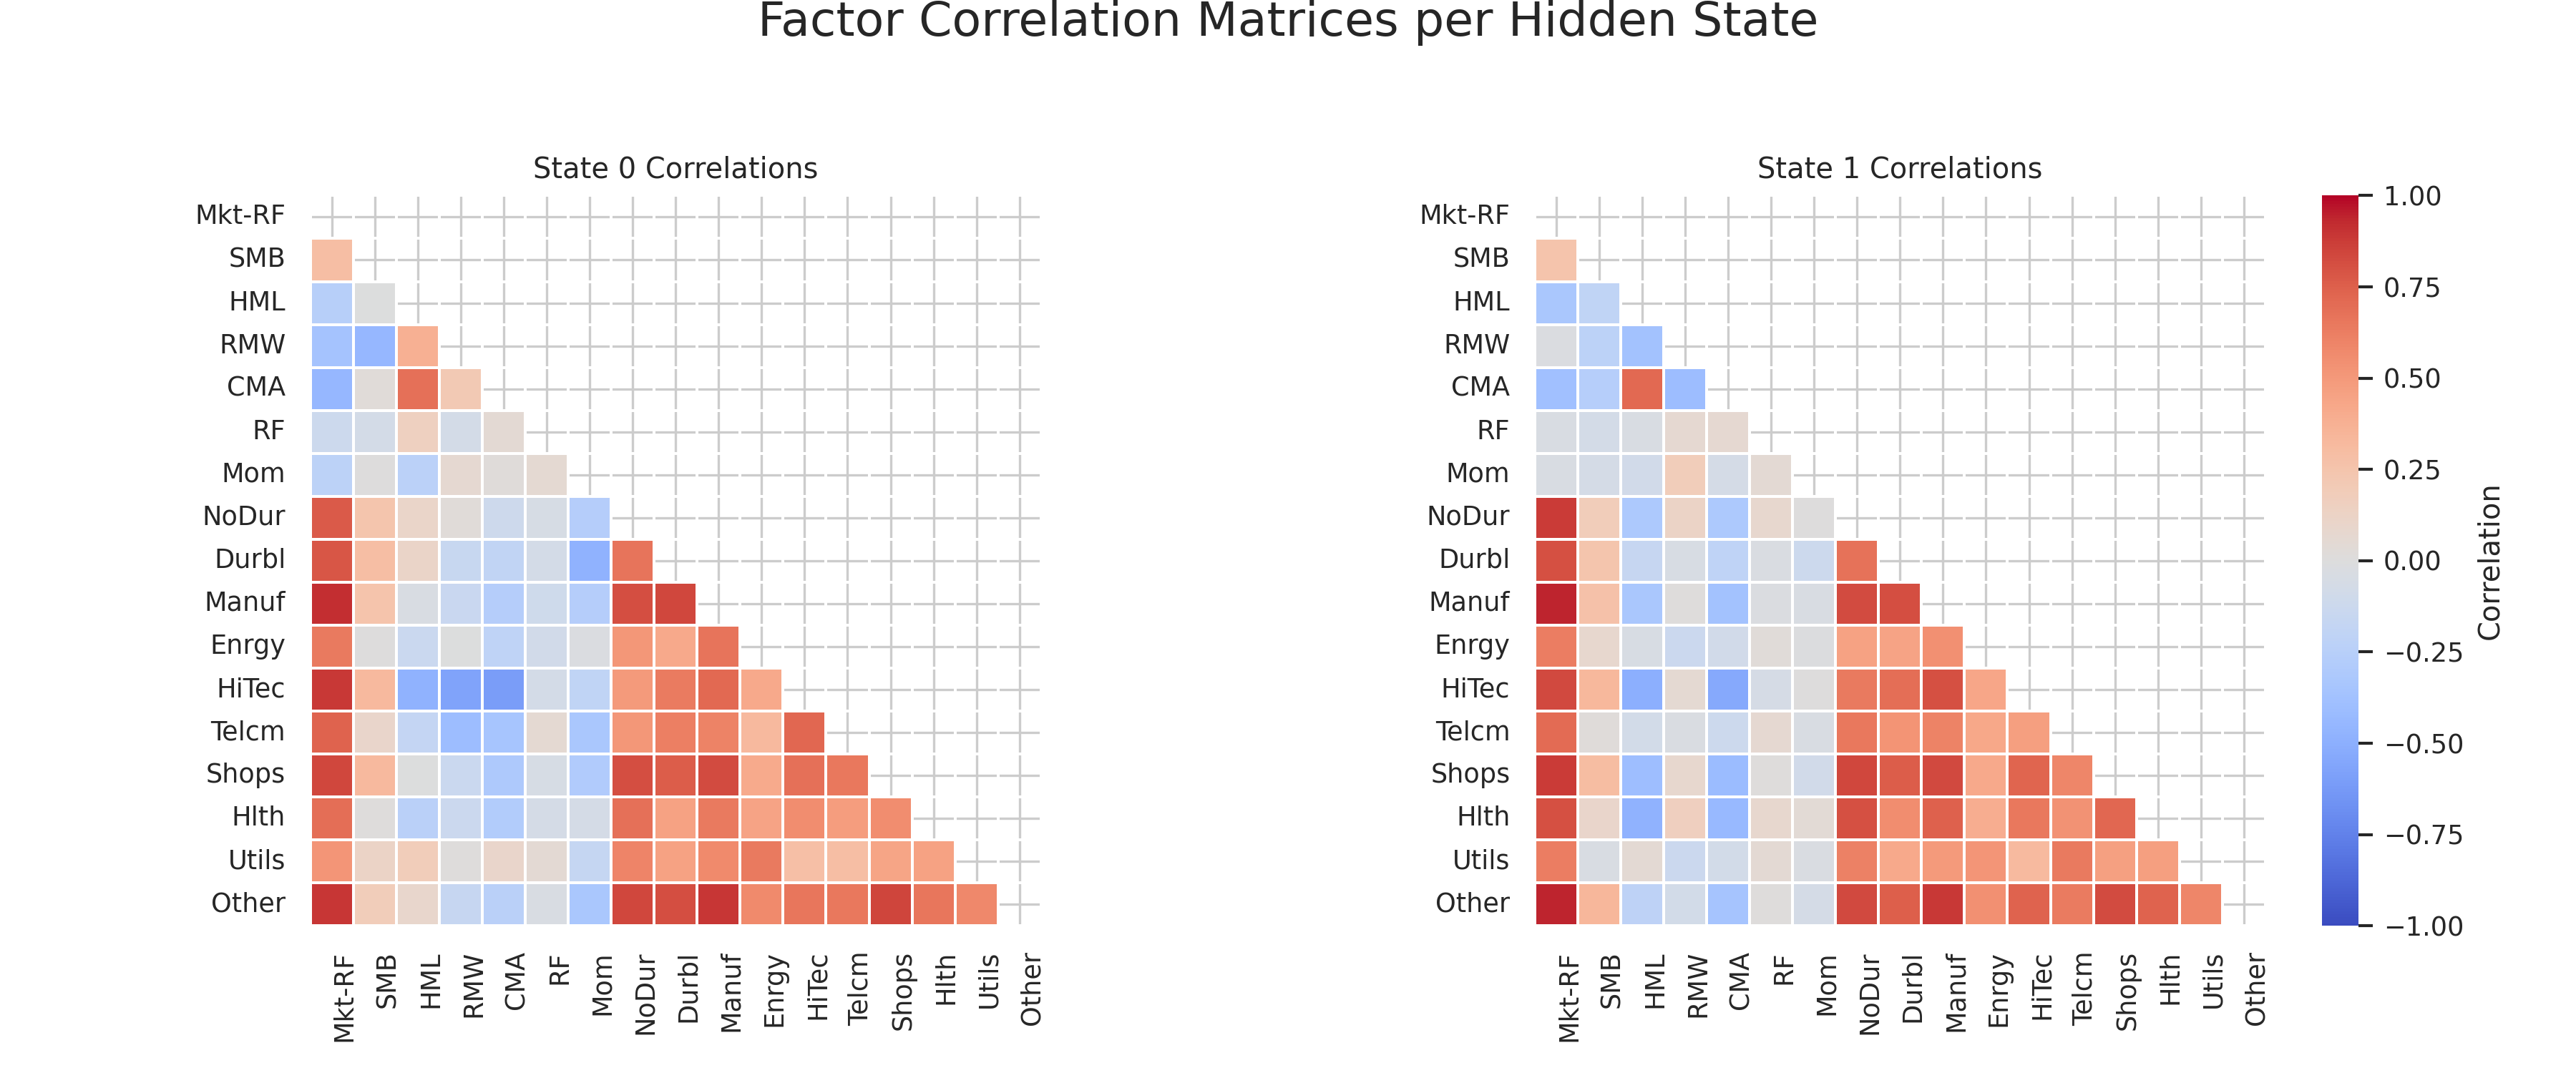 Factor Correlation Matrices per Hidden State
State 0 Correlations
Mkt-RF
SMB
HML
RMW
CMA
RF
Mom
NoDur
Durbl
Manuf
Enrgy
HiTec
Telcm
Shops
Hlth
Utils
Other
Mkt-RF
SMB
HML
RMW
CMA
RF
Mom
NoDur
Durbl
Manuf
Enrgy
HiTec
Telcm
Shops
Hlth
Utils
Other
State 1 Correlations
Mkt-RF
SMB
HML
RMW
CMA
RF
Mom
NoDur
Durbl
Manuf
Enrgy
HiTec
Telcm
Shops
Hlth
Utils
Other
Mkt-RF
SMB
HML
RMW
CMA
RF
Mom
NoDur
Durbl
Manuf
Enrgy
HiTec
Telcm
Shops
Hlth
Utils
Other
1.00
0.75
0.50
0.25
0.00
−0.25
−0.50
−0.75
−1.00
Correlation